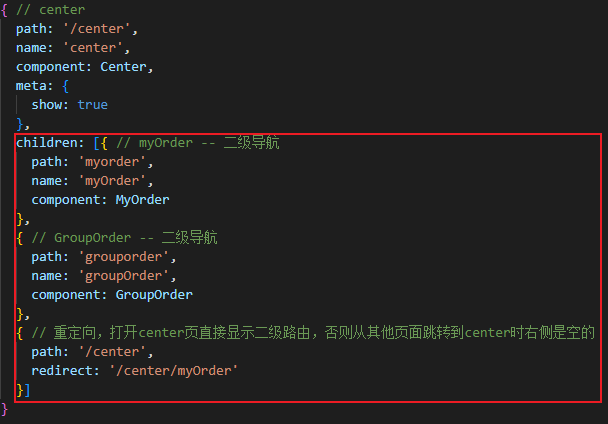 { // center
  path: '/center',
  name: 'center',
  component: Center,
  meta: {
    show: true
  },
  children: [{ // myOrder -- 二级导航
    path: 'myorder',
    name: 'myOrder',
    component: MyOrder
  },
  { // GroupOrder -- 二级导航
    path: 'grouporder',
    name: 'groupOrder',
    component: GroupOrder
  },
  { // 重定向，打开center页直接显示二级路由，否则从其他页面跳转到center时右侧是空的
    path: '/center',
    redirect: '/center/myOrder'
  }]
}